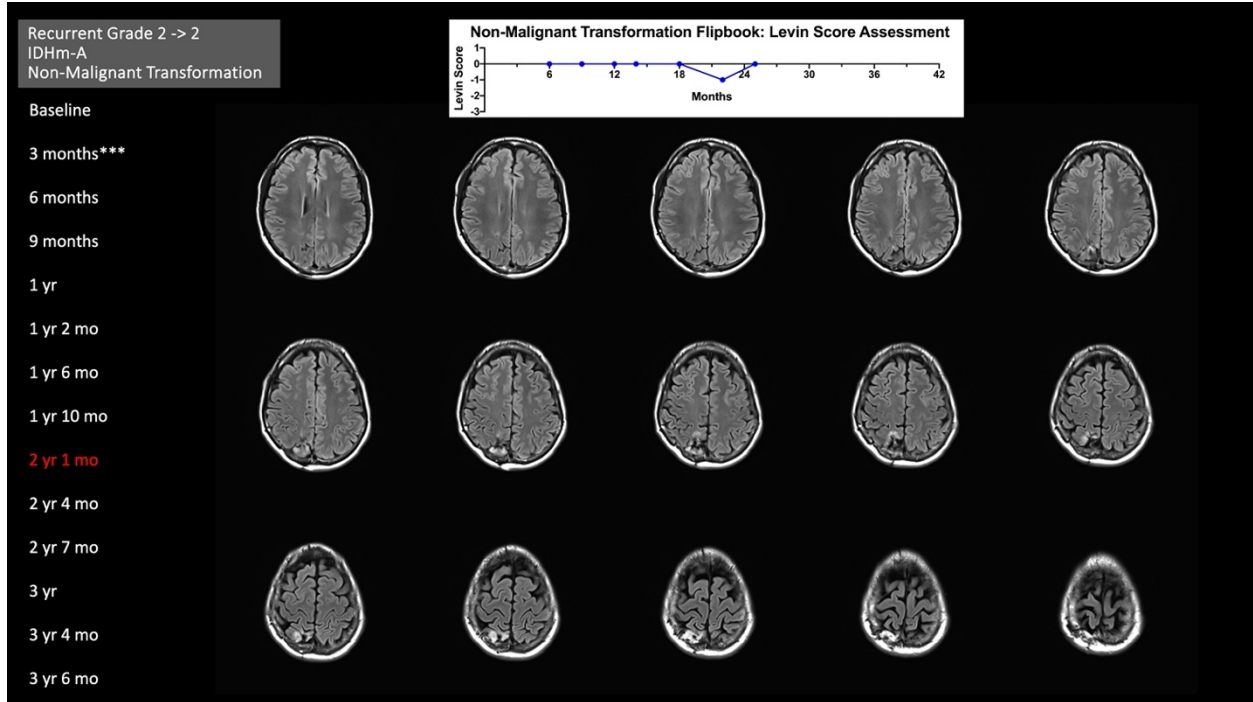 Recurrent Grade 2 -> 2
IDHm-A
Non-Malignant Transformation
Non-Malignant Transformation Flipbook: Levin Score Assessment
Levin Score
1
0
-1
-2
-3
6
12
18
24
30
36
42
Months
Baseline
3 months***
6 months
9 months
1 yr
1 yr 2 mo
1 yr 6 mo
1 yr 10 mo
2 yr 1 mo
2 yr 4 mo
2 yr 7 mo
3 yr
3 yr 4 mo
3 yr 6 mo